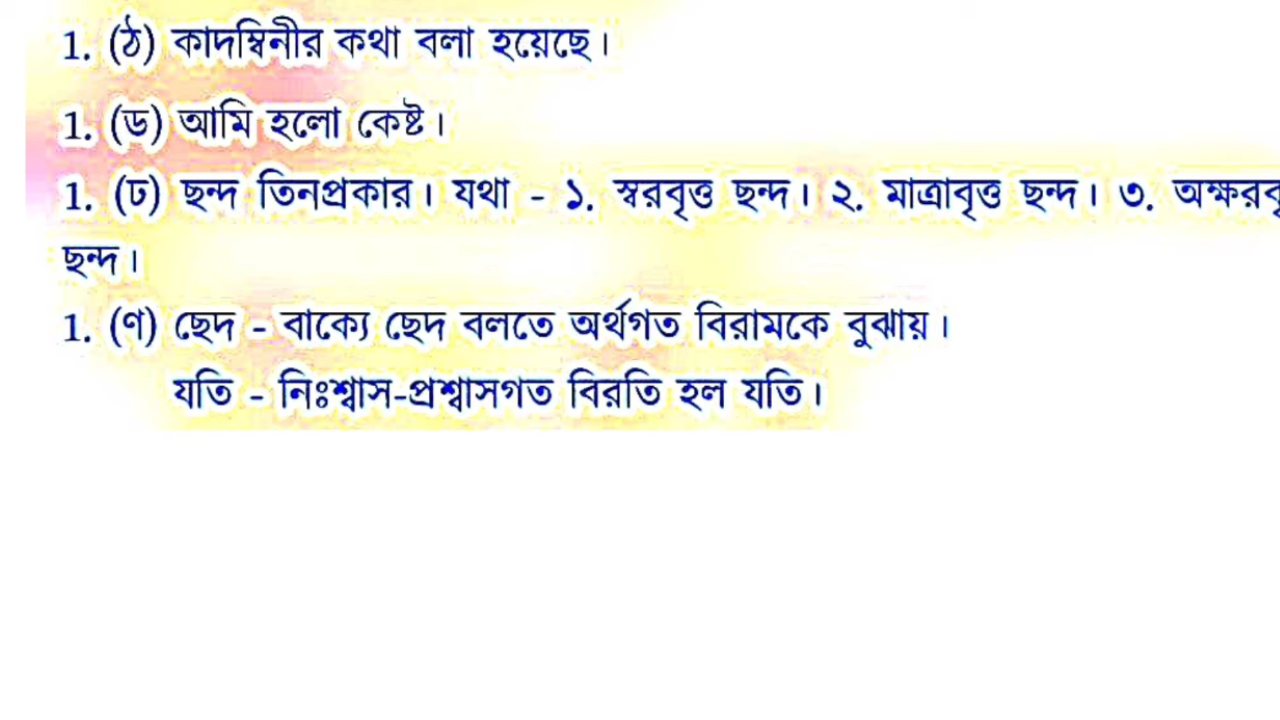 1. (ঠ) কাদম্বিনীর কথা বলা হয়েছে।
1. (ড) আমি হলো কেষ্ট।
1. (ঢ) ছন্দ তিনপ্রকার। যথা - ১. স্বরবৃত্ত ছন্দ। ২. মাত্রাবৃত্ত ছন্দ। ৩.
ছন্দ।
1. (ণ) ছেদ - বাক্যে ছেদ বলতে অর্থগত বিরামকে বুঝায়।
যতি - নিঃশ্বাস-প্রশ্বাসগত বিরতি হল যতি।